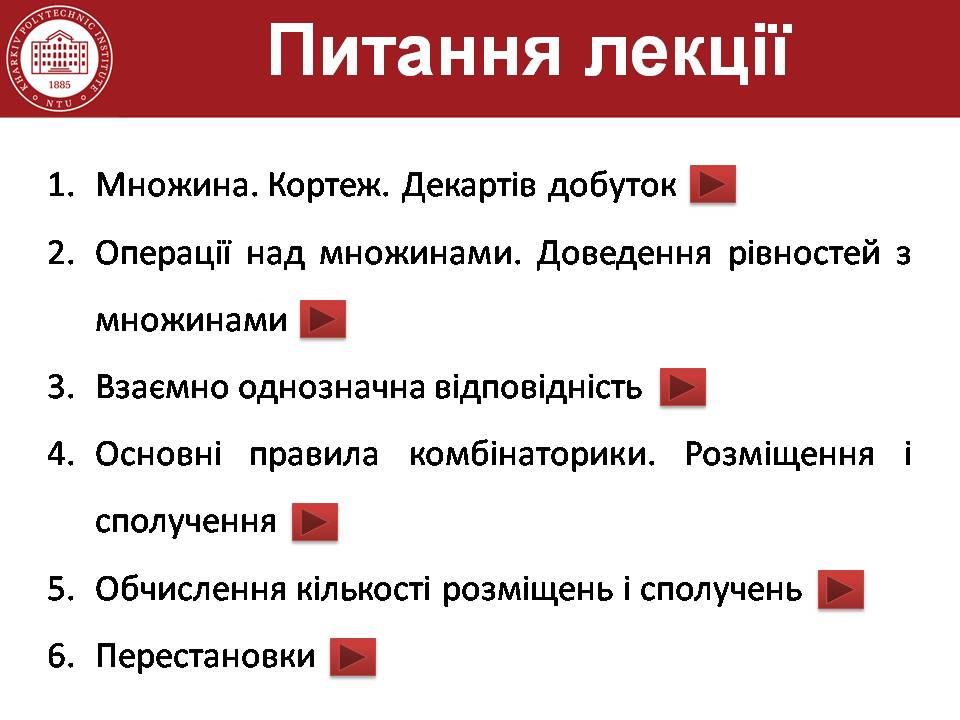 KHARKIV POLYTECHNIC INSTITUTE
1885
NTU
Питання лекції
1. Множина. Кортеж. Декартів добуток
2. Операції над множинами. Доведення рівностей з
множинами
3. Взаємно однозначна відповідність
4. Основні правила комбінаторики. Розміщення і
сполучення
5. Обчислення кількості розміщень і сполучень
6. Перестановки